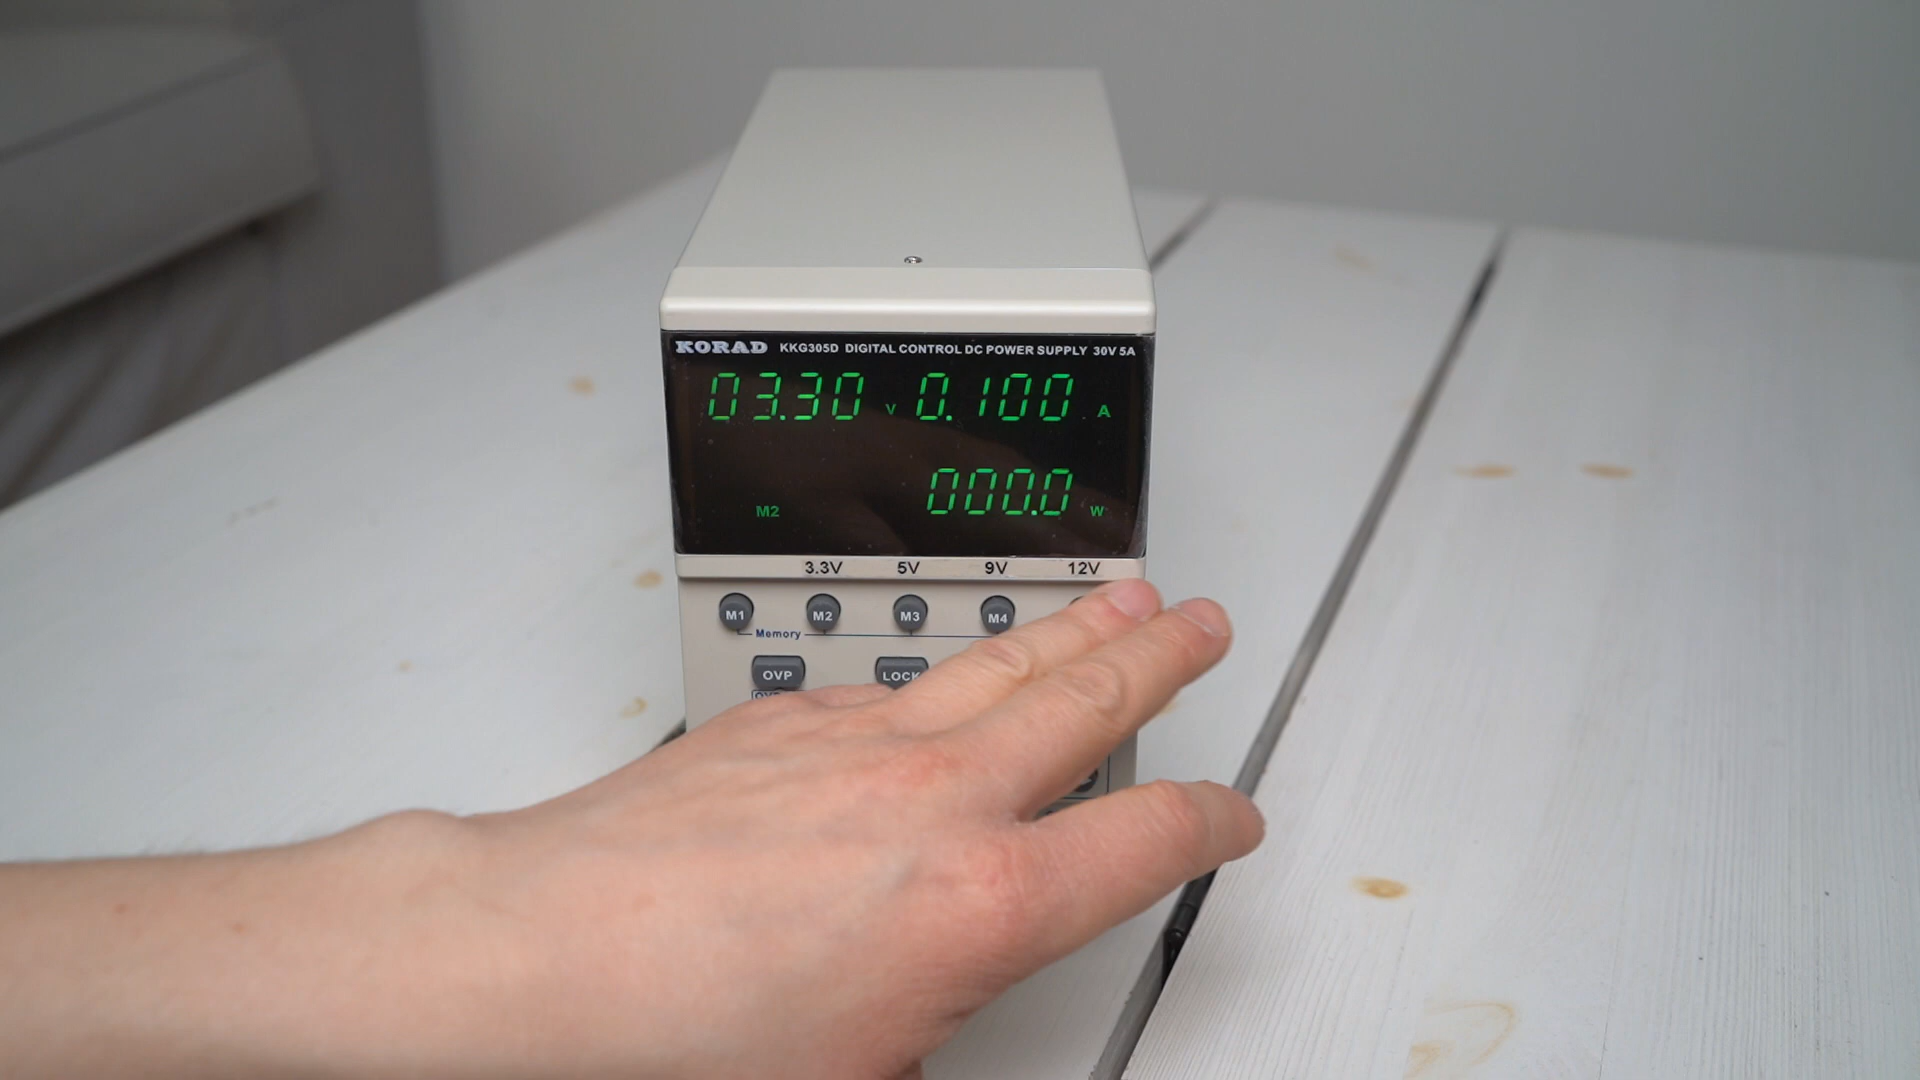 KORAD KKG305D DIGITAL CONTROL DC POWER SUPPLY 30V 5A
03.30 V 0.100 A
M2 000.0 W
3.3V 5V 9V 12V
M1 M2 M3 M4
Memory
OVP LOCK